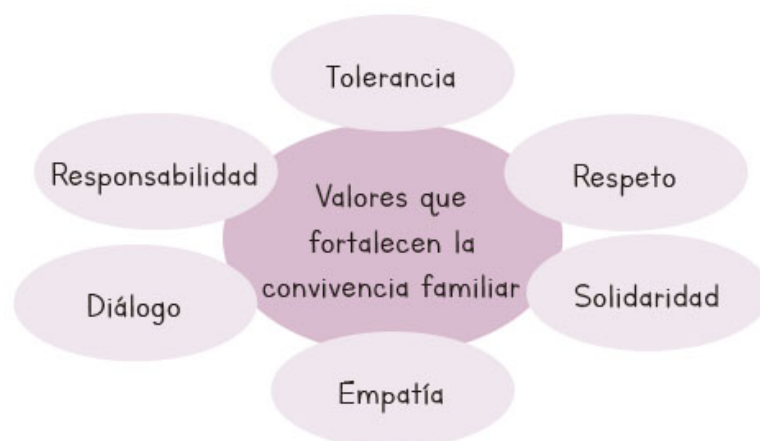 Tolerancia
Responsabilidad
Respeto
Valores que
fortalecen la
convivencia familiar
Diálogo
Solidaridad
Empatía